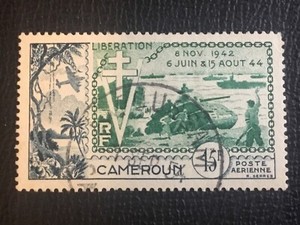 LIBERATION
8 NOV. 1942
6 JUIN & 15 AOUT 44
RF
CAMEROUN
15F
POSTE
AERIENNE